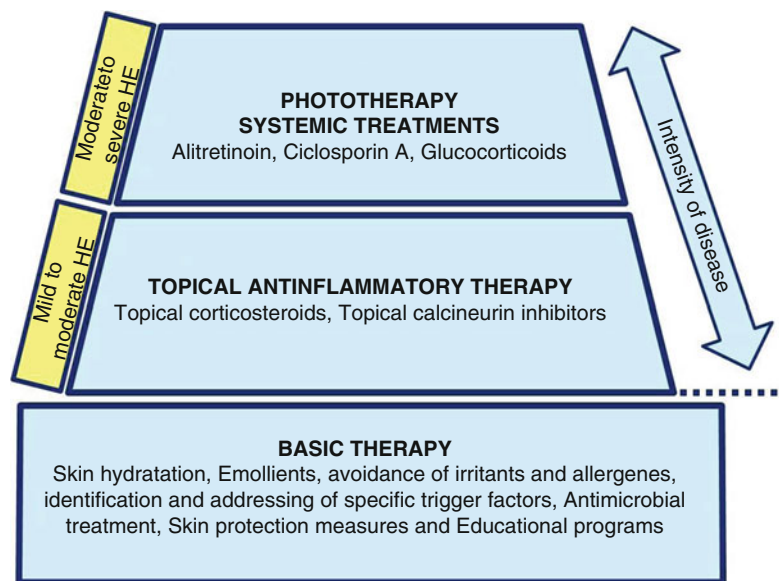 Moderateto
severe HE
PHOTOTHERAPY
SYSTEMIC TREATMENTS
Alitretinoin, Ciclosporin A, Glucocorticoids
Intensity of disease
Mild to
moderate HE
TOPICAL ANTINFLAMMATORY THERAPY
Topical corticosteroids, Topical calcineurin inhibitors
BASIC THERAPY
Skin hydratation, Emollients, avoidance of irritants and allergenes,
identification and addressing of specific trigger factors, Antimicrobial
treatment, Skin protection measures and Educational programs